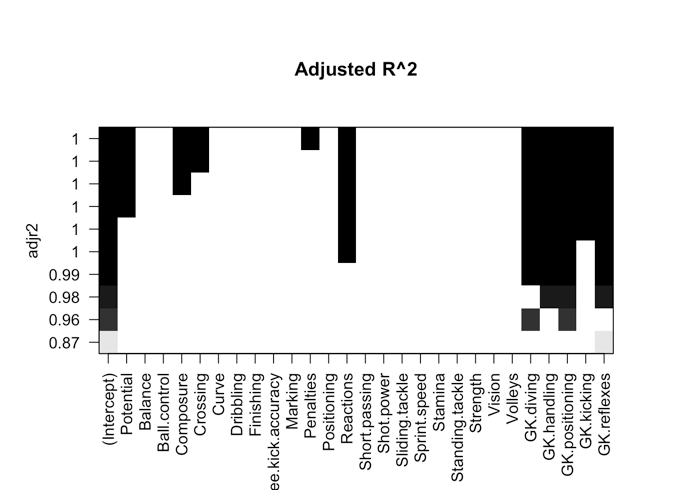 Adjusted R^2
adjr2
1
1
1
1
1
1
0.99
0.98
0.96
0.87
(Intercept)
Potential
Balance
Ball.control
Composure
Crossing
Curve
Dribbling
Finishing
ee.kick.accuracy
Marking
Penalties
Positioning
Reactions
Short.passing
Shot.power
Sliding.tackle
Sprint.speed
Stamina
Standing.tackle
Strength
Vision
Volleys
GK.diving
GK.handling
GK.positioning
GK.kicking
GK.reflexes